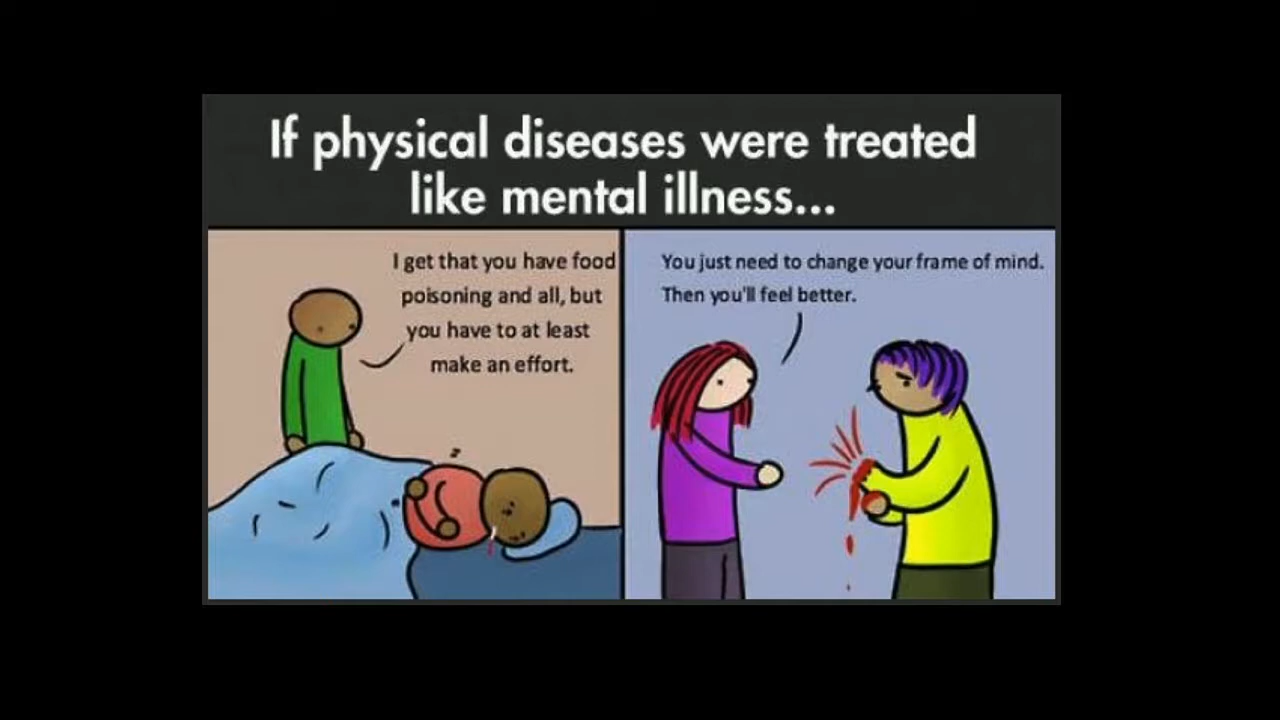 If physical diseases were treated
like mental illness...
I get that you have food
poisoning and all, but
you have to at least
make an effort.
You just need to change your frame of mind.
Then you'll feel better.
z